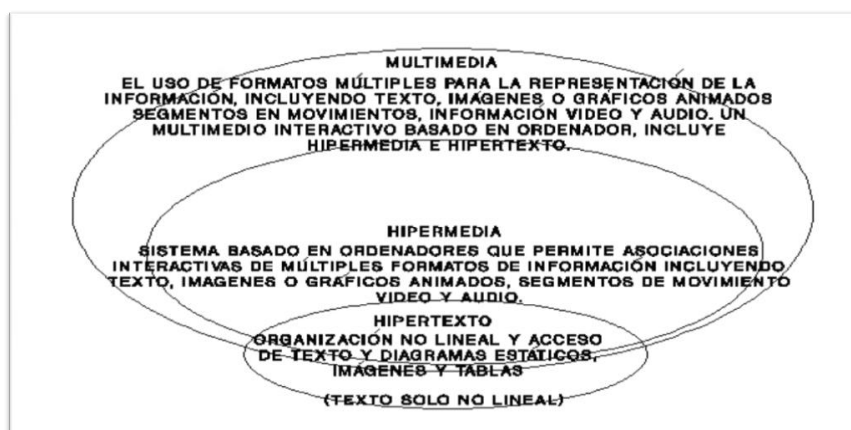 MULTIMEDIA
EL USO DE FORMATOS MÚLTIPLES PARA LA REPRESENTACIÓN DE LA
INFORMACIÓN, INCLUYENDO TEXTO, IMÁGENES O GRÁFICOS ANIMADOS
SEGMENTOS EN MOVIMIENTOS, INFORMACIÓN VIDEO Y AUDIO. UN
MULTIMEDIO INTERACTIVO BASADO EN ORDENADOR, INCLUYE
HIPERMEDIA E HIPERTEXTO.
HIPERMEDIA
SISTEMA BASADO EN ORDENADORES QUE PERMITE ASOCIACIONES
INTERACTIVAS DE MÚLTIPLES FORMATOS DE INFORMACIÓN INCLUYENDO
TEXTO, IMAGENES O GRÁFICOS ANIMADOS, SEGMENTOS DE MOVIMIENTO
VIDEO Y AUDIO.
HIPERTEXTO
ORGANIZACIÓN NO LINEAL Y ACCESO
DE TEXTO Y DIAGRAMAS ESTÁTICOS,
IMÁGENES Y TABLAS
(TEXTO SOLO NO LINEAL)